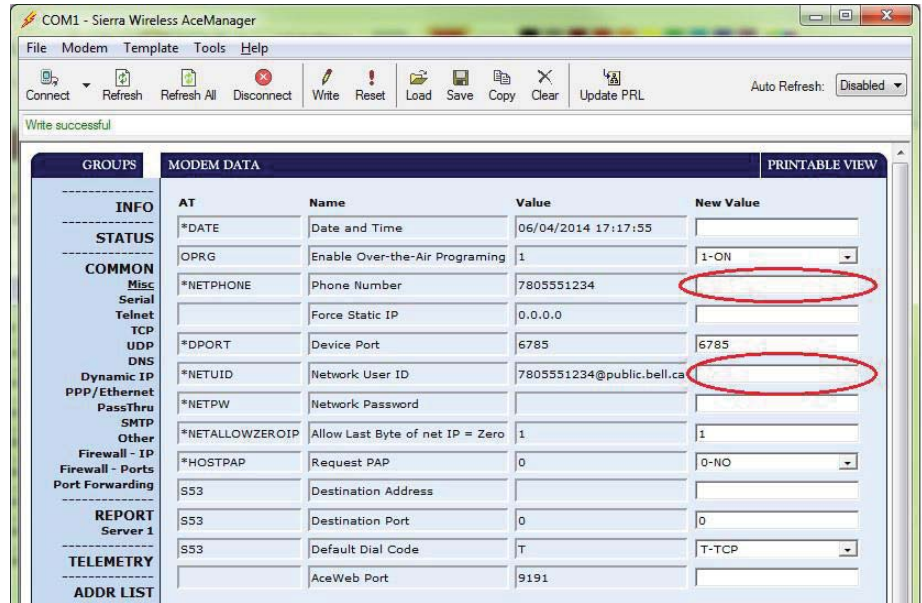 COM1 - Sierra Wireless AceManager
File Modem Template Tools Help
Connect Refresh Refresh All Disconnect Write Reset Load Save Copy Clear Update PRL Auto Refresh: Disabled
Write successful
GROUPS MODEM DATA PRINTABLE VIEW
INFO
STATUS
COMMON
Misc
Serial
Telnet
TCP
UDP
DNS
Dynamic IP
PPP/Ethernet
PassThru
SMTP
Other
Firewall - IP
Firewall - Ports
Port Forwarding
REPORT
Server 1
TELEMETRY
ADDR LIST
AT Name Value New Value
*DATE Date and Time 06/04/2014 17:17:55
OPRG Enable Over-the-Air Programing 1 1-ON
*NETPHONE Phone Number 7805551234
Force Static IP 0.0.0.0
*DPORT Device Port 6785 6785
*NETUID Network User ID 7805551234@public.bell.ca
*NETPW Network Password
*NETALLOWZEROIP Allow Last Byte of net IP = Zero 1 1
*HOSTPAP Request PAP 0 0-NO
S53 Destination Address
S53 Destination Port 0 0
S53 Default Dial Code T T-TCP
AceWeb Port 9191